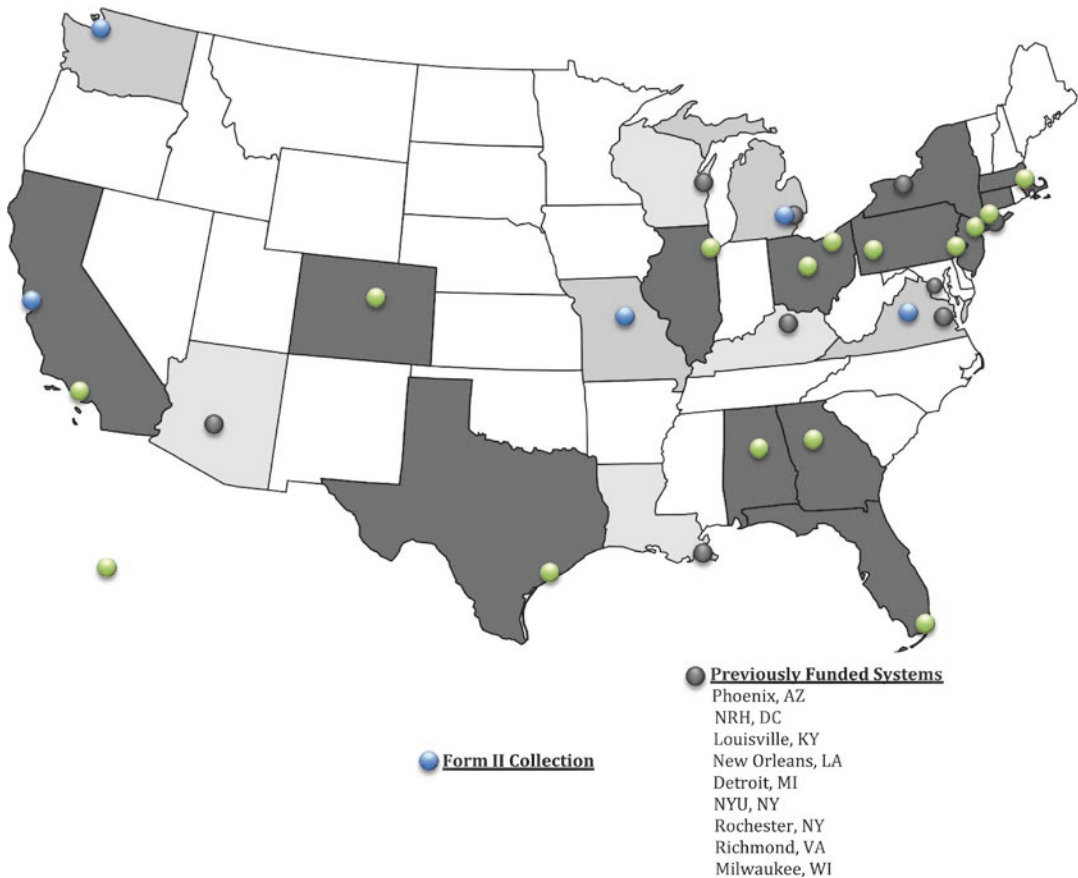 Previously Funded Systems
Phoenix, AZ
NRH, DC
Louisville, KY
New Orleans, LA
Detroit, MI
NYU, NY
Rochester, NY
Richmond, VA
Milwaukee, WI
Form II Collection